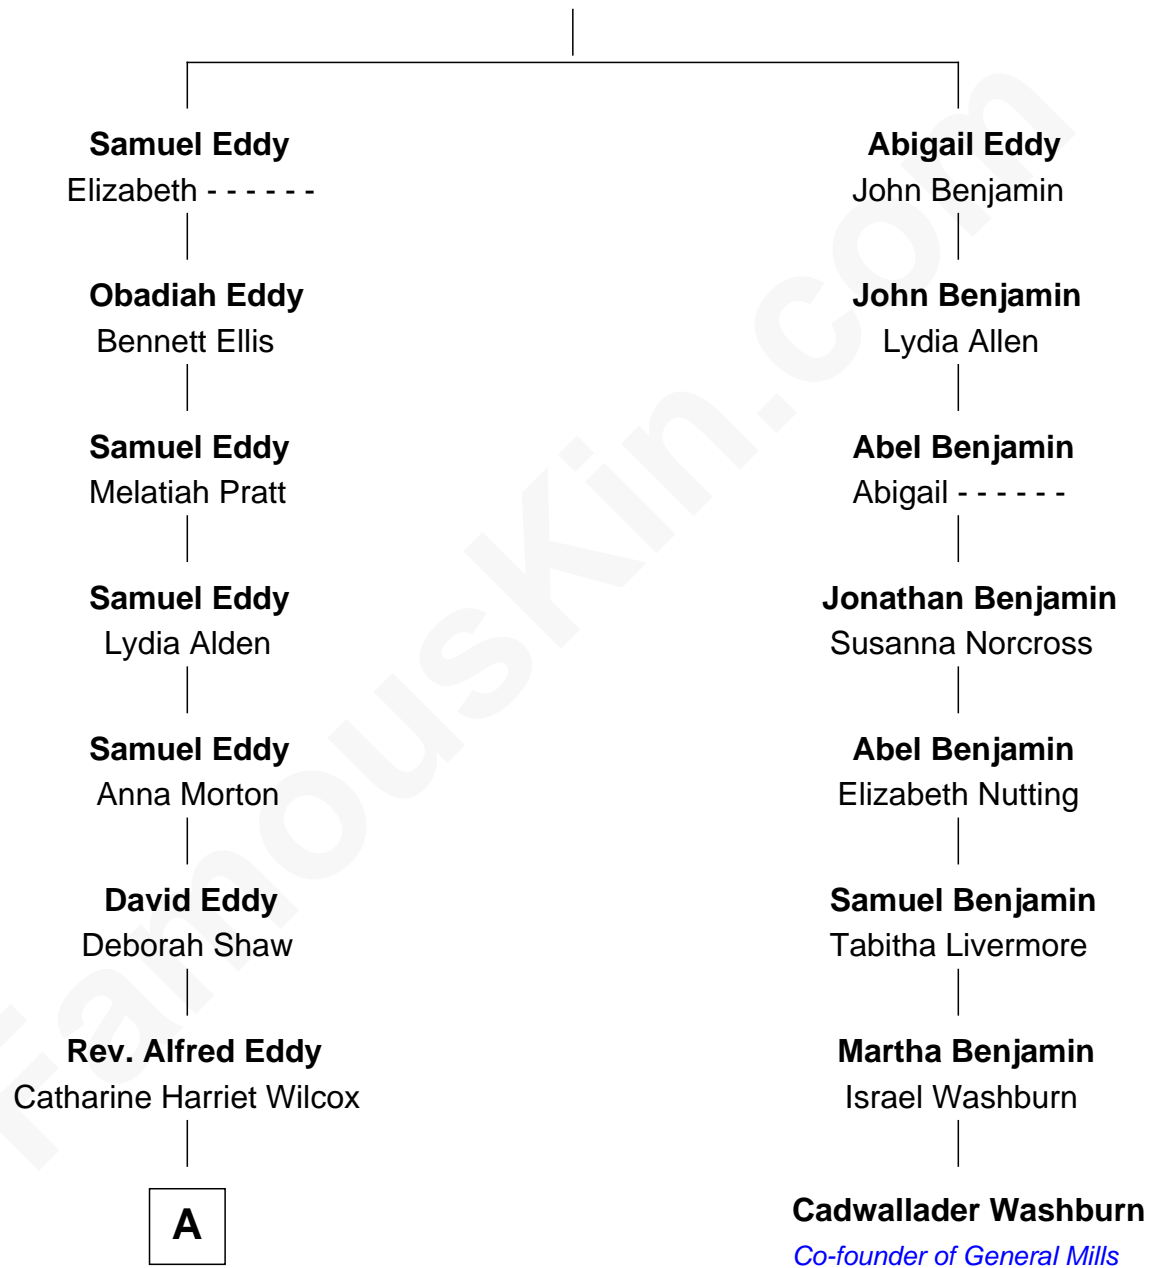 Samuel Eddy
Elizabeth - - - - - -
Abigail Eddy
John Benjamin
Obadiah Eddy
Bennett Ellis
John Benjamin
Lydia Allen
Samuel Eddy
Melatiah Pratt
Abel Benjamin
Abigail - - - - - -
Samuel Eddy
Lydia Alden
Jonathan Benjamin
Susanna Norcross
Samuel Eddy
Anna Morton
Abel Benjamin
Elizabeth Nutting
David Eddy
Deborah Shaw
Samuel Benjamin
Tabitha Livermore
Rev. Alfred Eddy
Catharine Harriet Wilcox
Martha Benjamin
Israel Washburn
A
Cadwallader Washburn
Co-founder of General Mills
FamousKin.com